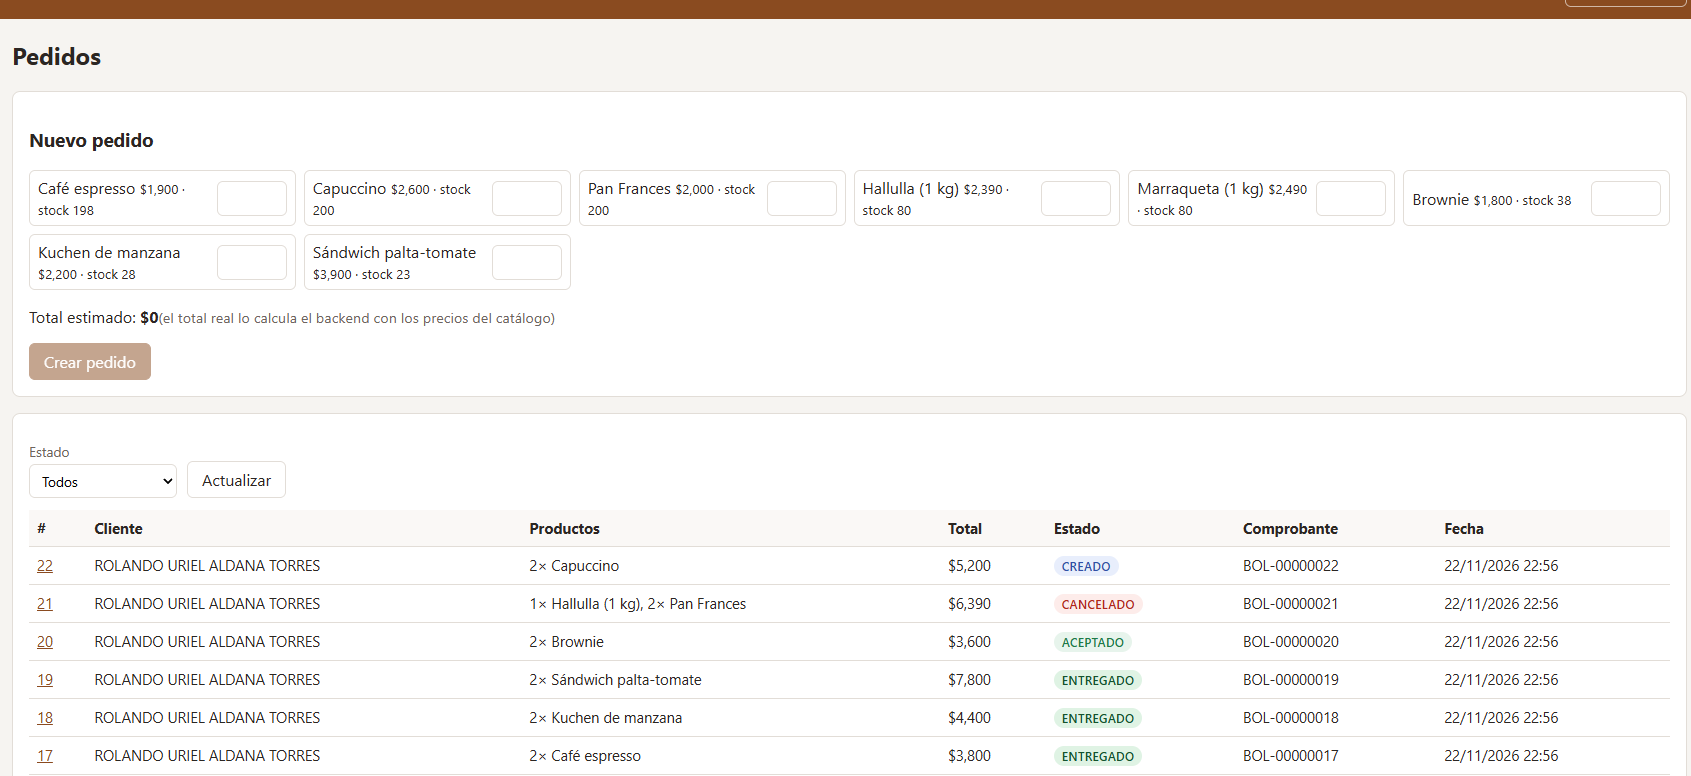 Pedidos
Nuevo pedido
Café espresso $1,900 ·
stock 198
Capuccino $2,600 · stock
200
Pan Frances $2,000 · stock
200
Hallulla (1 kg) $2,390 ·
stock 80
Marraqueta (1 kg) $2,490
· stock 80
Brownie $1,800 · stock 38
Kuchen de manzana
$2,200 · stock 28
Sándwich palta-tomate
$3,900 · stock 23
Total estimado: $0(el total real lo calcula el backend con los precios del catálogo)
Crear pedido
Estado
Todos Actualizar
# Cliente Productos Total Estado Comprobante Fecha
22 ROLANDO URIEL ALDANA TORRES 2× Capuccino $5,200 CREADO BOL-00000022 22/11/2026 22:56
21 ROLANDO URIEL ALDANA TORRES 1× Hallulla (1 kg), 2× Pan Frances $6,390 CANCELADO BOL-00000021 22/11/2026 22:56
20 ROLANDO URIEL ALDANA TORRES 2× Brownie $3,600 ACEPTADO BOL-00000020 22/11/2026 22:56
19 ROLANDO URIEL ALDANA TORRES 2× Sándwich palta-tomate $7,800 ENTREGADO BOL-00000019 22/11/2026 22:56
18 ROLANDO URIEL ALDANA TORRES 2× Kuchen de manzana $4,400 ENTREGADO BOL-00000018 22/11/2026 22:56
17 ROLANDO URIEL ALDANA TORRES 2× Café espresso $3,800 ENTREGADO BOL-00000017 22/11/2026 22:56